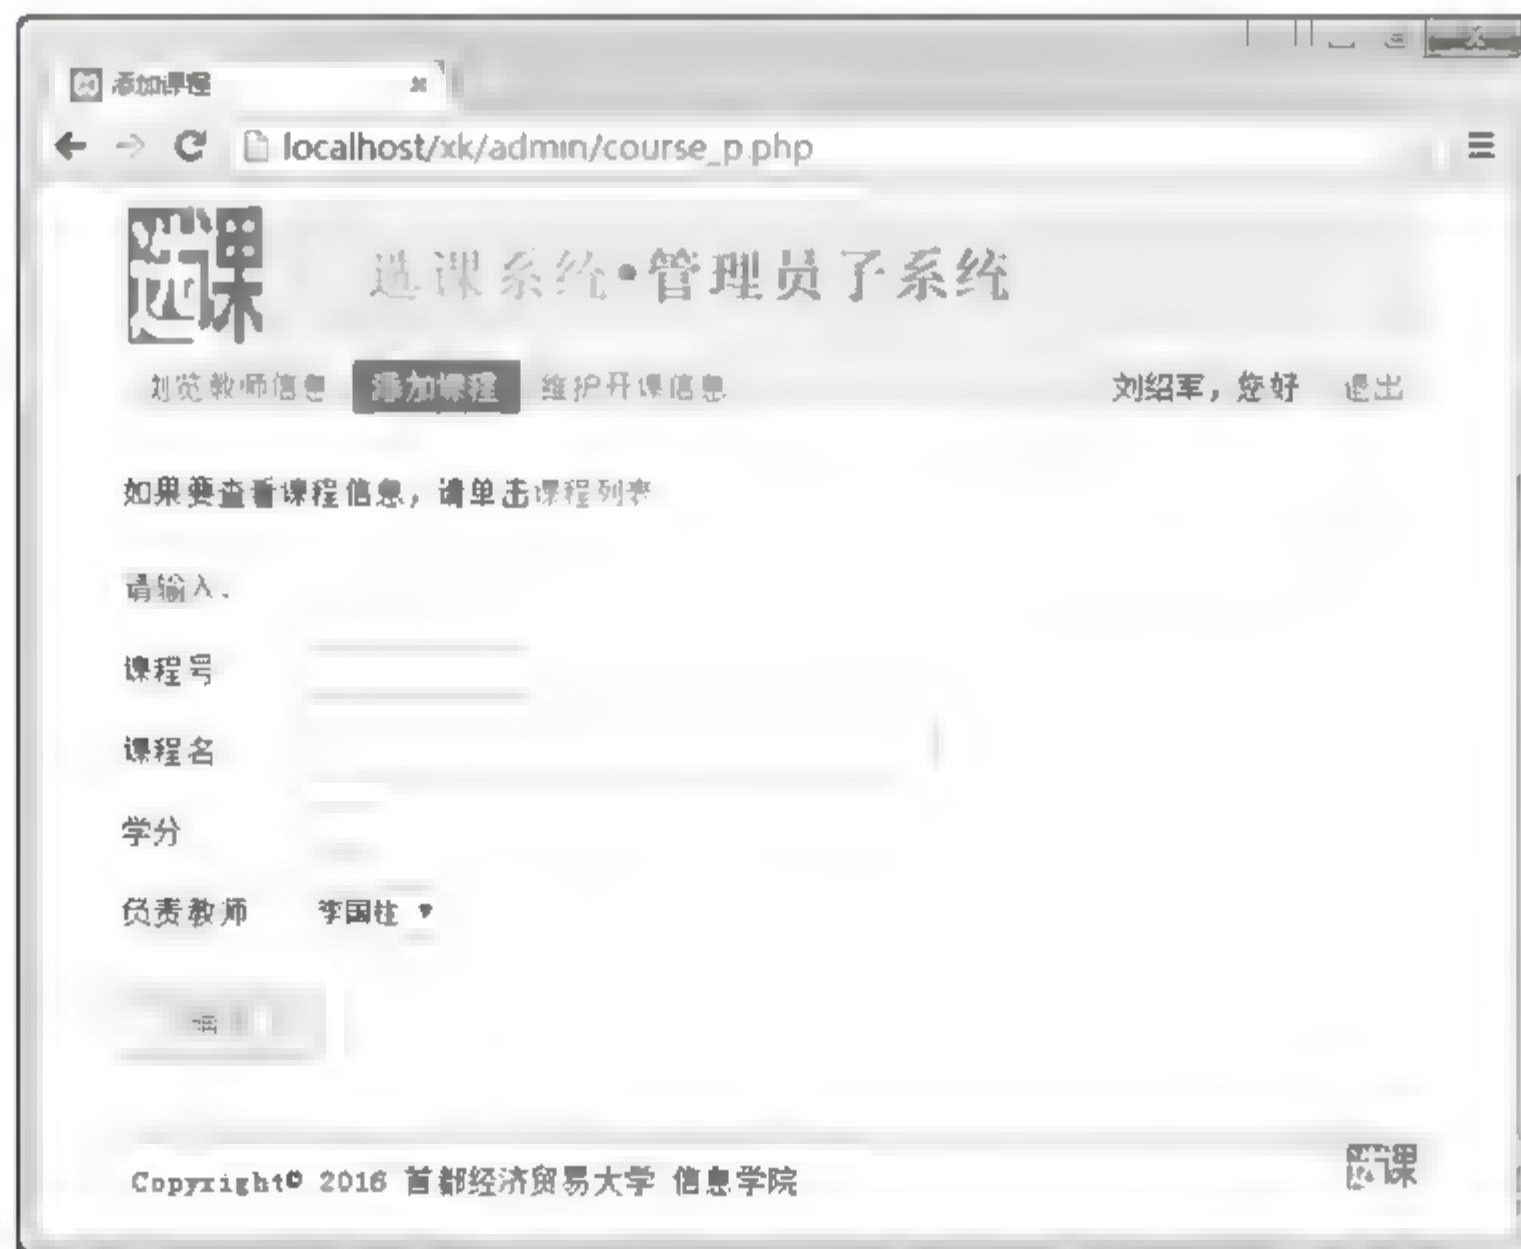 添加课程
localhost/xk/admin/course_p.php
选课
选课系统·管理员子系统
浏览教师信息 添加课程 维护开课信息 刘绍军，您好 退出
如果要查看课程信息，请单击课程列表
请输入：
课程号
课程名
学分
负责教师 李国柱
Copyright© 2016 首都经济贸易大学 信息学院
选课